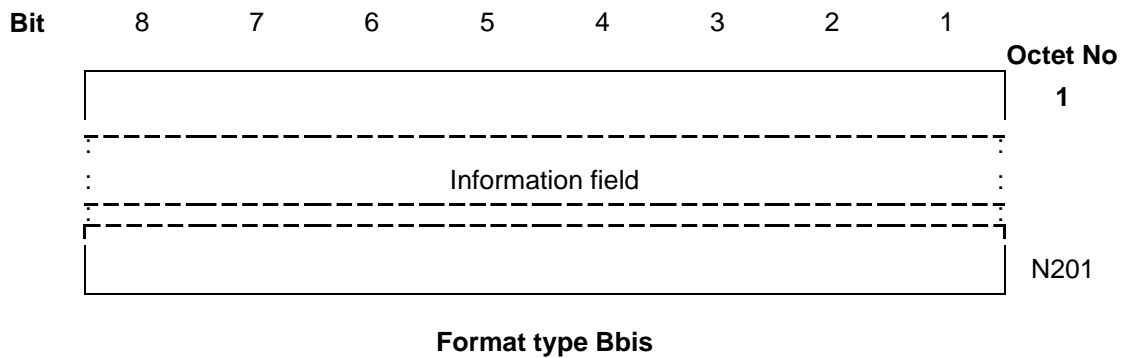 Bit 8 7 6 5 4 3 2 1
Octet No
1
Information field
N201
Format type Bbis